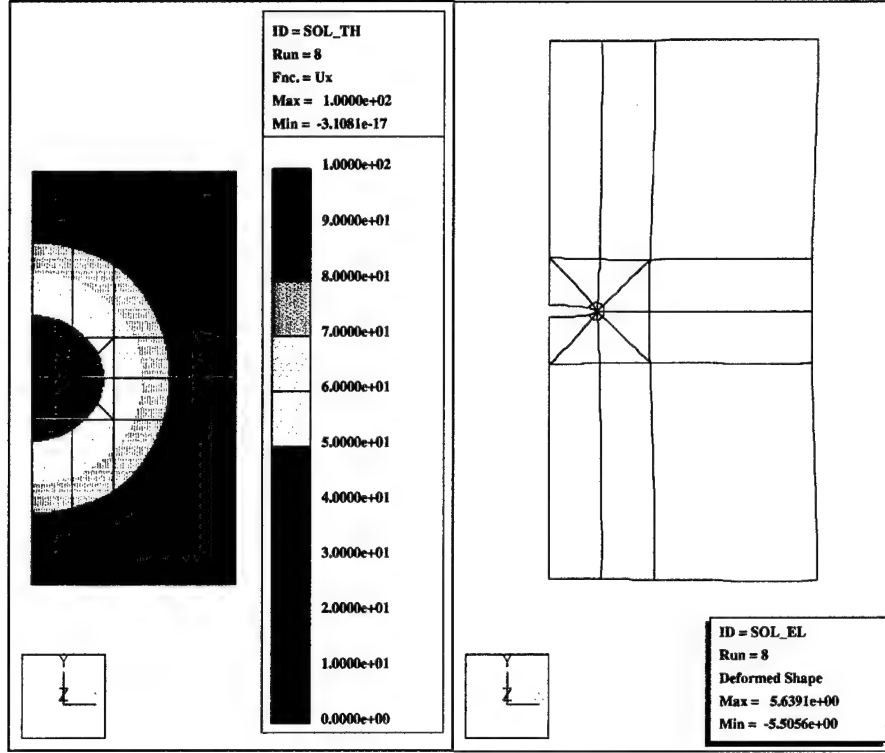 ID = SOL_TH
Run = 8
Fnc. = Ux
Max = 1.0000e+02
Min = -3.1081e-17
1.0000e+02
9.0000e+01
8.0000e+01
7.0000e+01
6.0000e+01
5.0000e+01
4.0000e+01
3.0000e+01
2.0000e+01
1.0000e+01
0.0000e+00
Y
Z
Y
Z
ID = SOL_EL
Run = 8
Deformed Shape
Max = 5.6391e+00
Min = -5.5056e+00